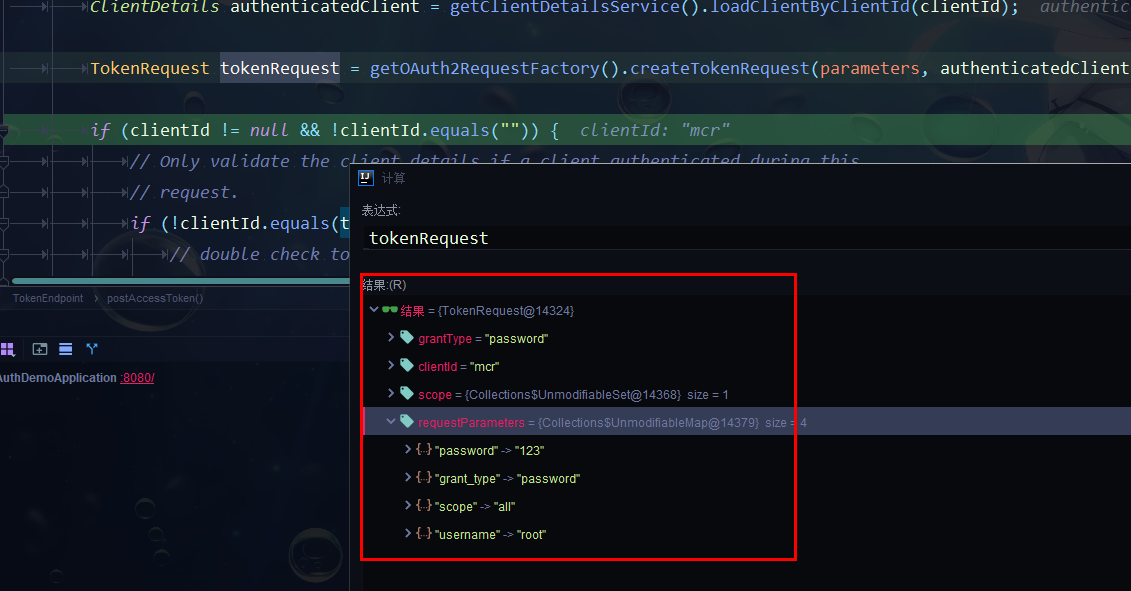 ClientDetails authenticatedClient = getClientDetailsService().loadClientByClientId(clientId); authentic
TokenRequest tokenRequest = getOAuth2RequestFactory().createTokenRequest(parameters, authenticatedClient
if (clientId != null && !clientId.equals("")) { clientId: "mcr"
// Only validate the client details if a client authenticated during this
// request.
if (!clientId.equals(t
// double check to
TokenEndpoint > postAccessToken()
AuthDemoApplication :8080/
计算
表达式:
tokenRequest
结果:(R)
结果 = {TokenRequest@14324}
grantType = "password"
clientId = "mcr"
scope = {Collections$UnmodifiableSet@14368} size = 1
requestParameters = {Collections$UnmodifiableMap@14379} size = 4
"password" -> "123"
"grant_type" -> "password"
"scope" -> "all"
"username" -> "root"